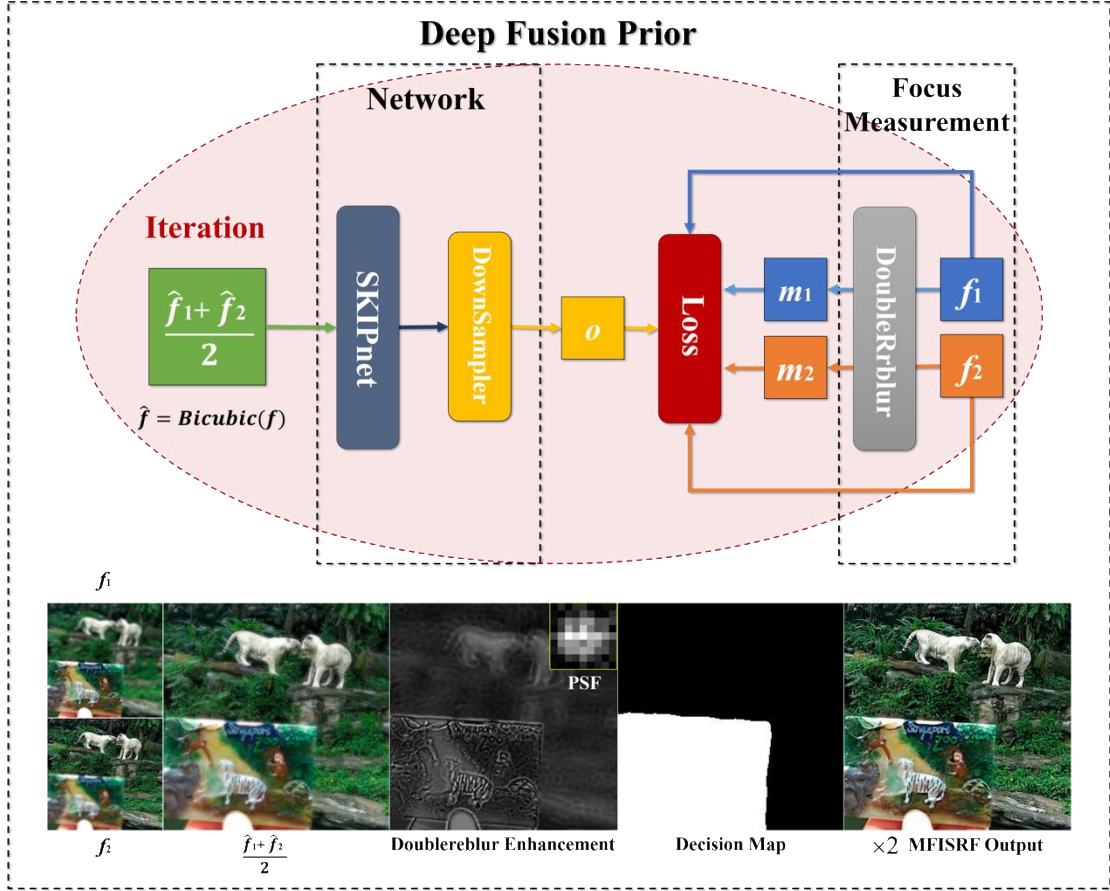 Deep Fusion Prior
Network
Focus
Measurement
Iteration
f̂₁+ f̂₂
2
f̂ = Bicubic(f)
SKIPnet
DownSampler
o
Loss
m₁
m₂
DoubleRrblur
f₁
f₂
f₁
PSF
Singapore
f₂
f̂₁+ f̂₂
2
Doublereblur Enhancement
Decision Map
×2 MFISRF Output